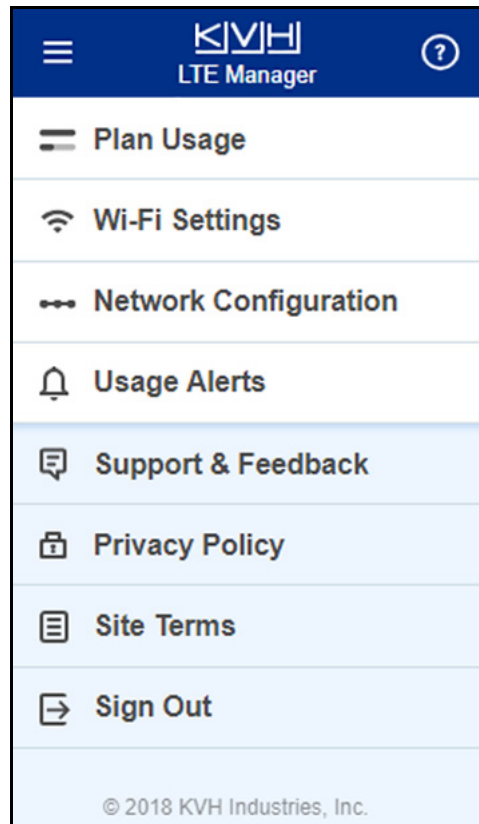 KVH
LTE Manager
?
Plan Usage
Wi-Fi Settings
Network Configuration
Usage Alerts
Support & Feedback
Privacy Policy
Site Terms
Sign Out
© 2018 KVH Industries, Inc.